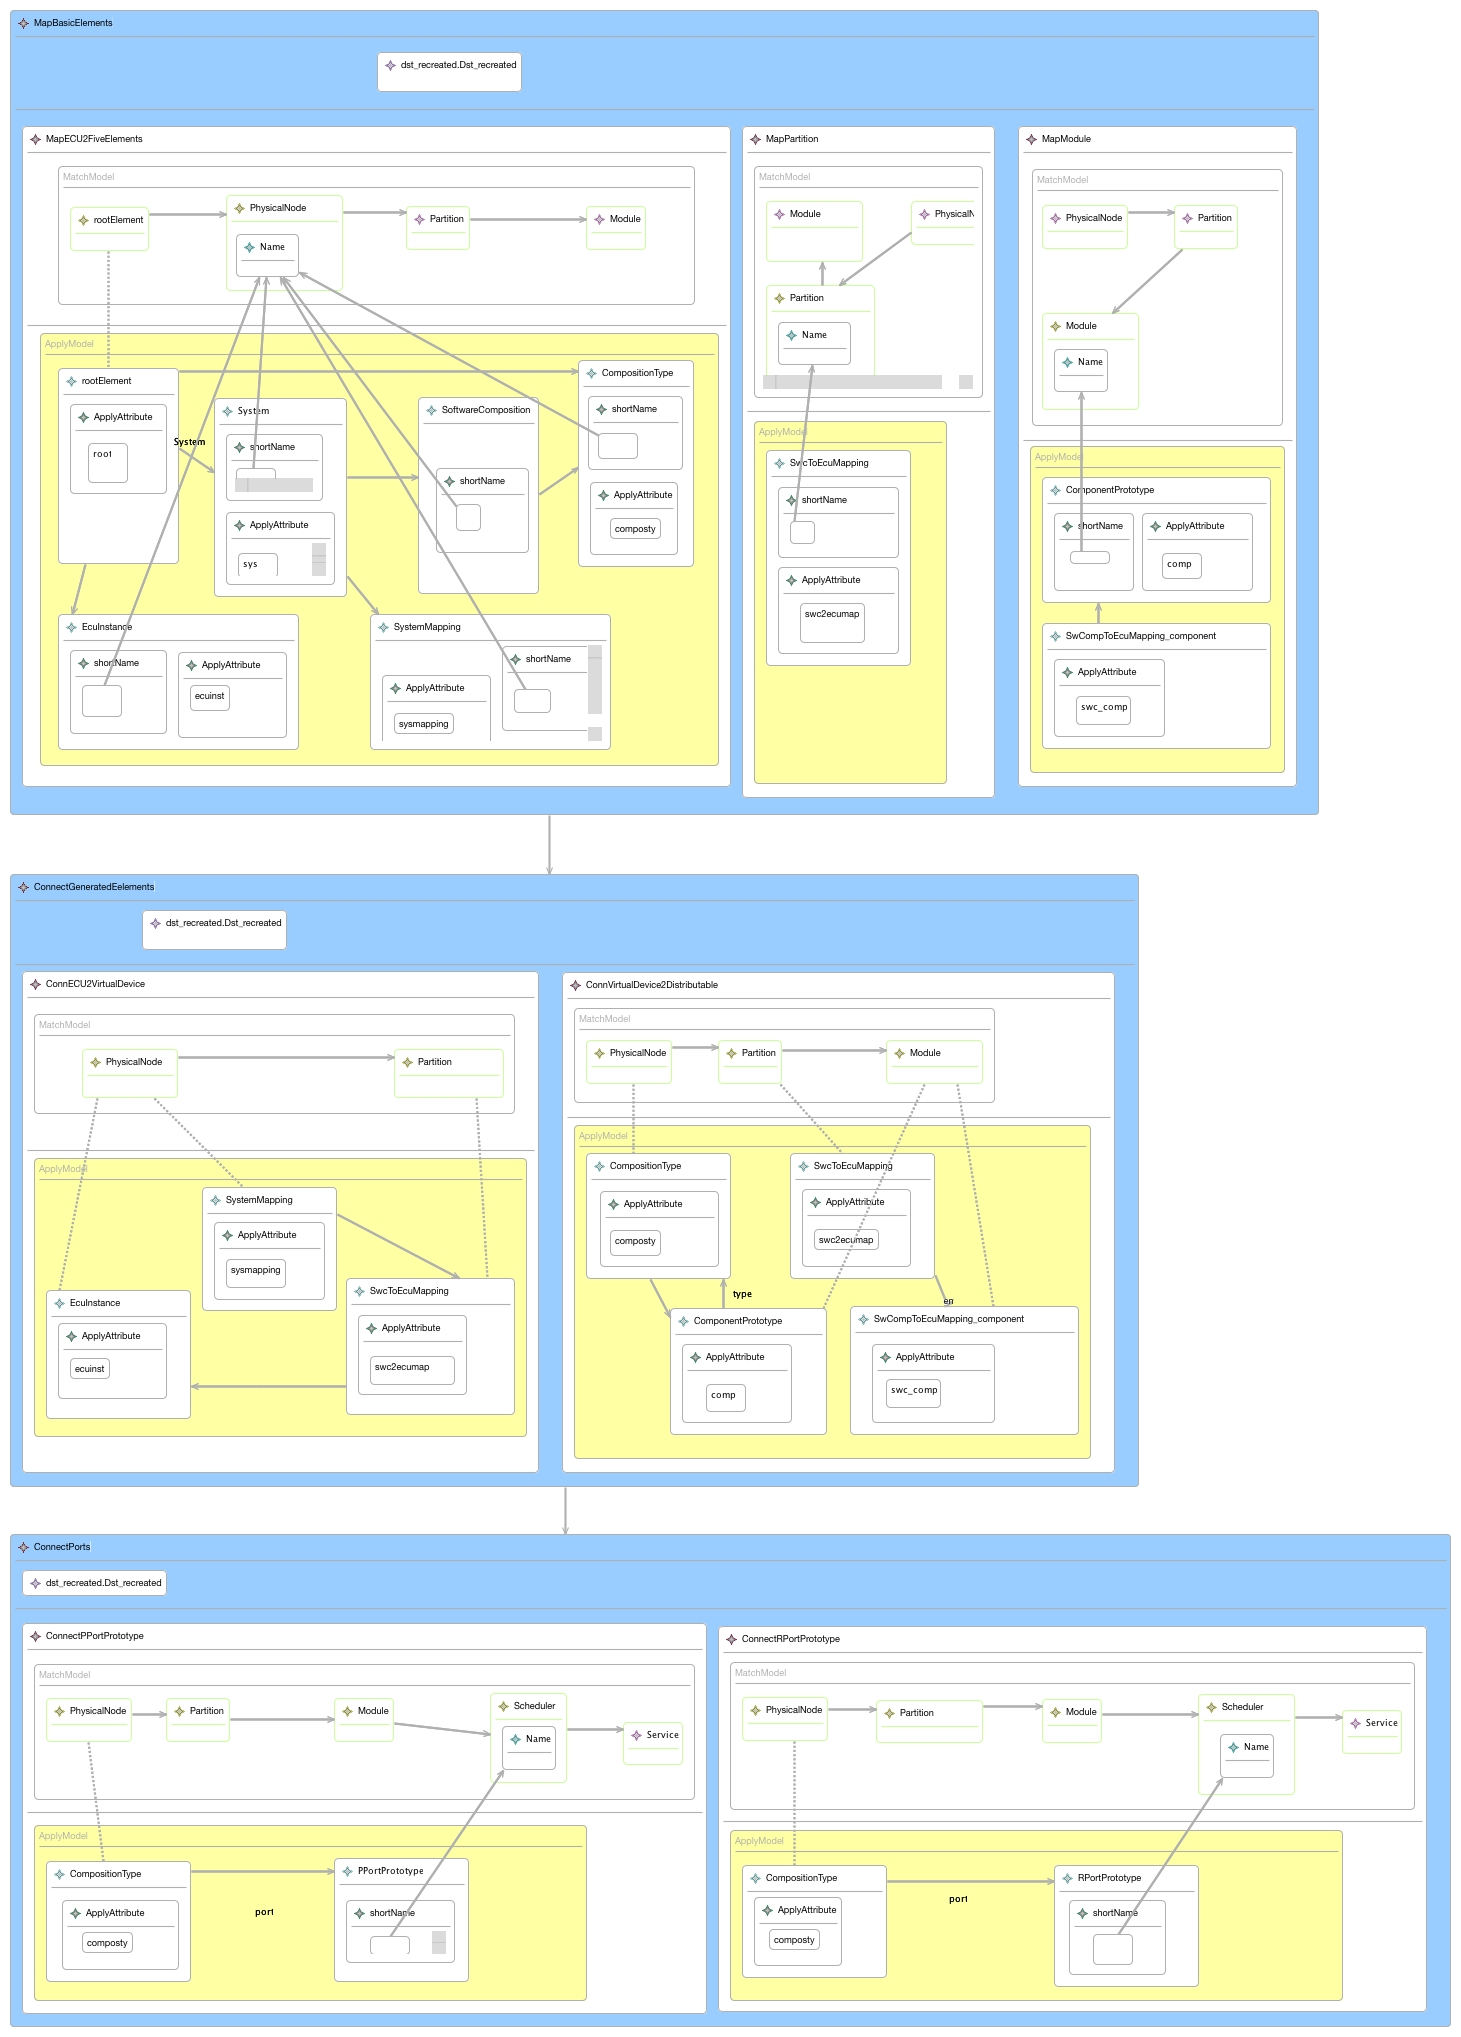 MapBasicElements
dst_recreated.Dst_recreated
MapECU2FiveElements
MatchModel
rootElement
PhysicalNode
Name
Partition
Module
ApplyModel
rootElement
ApplyAttribute
root
System
System
shortName
ApplyAttribute
sys
SoftwareComposition
shortName
CompositionType
shortName
ApplyAttribute
composty
EcuInstance
shortName
ApplyAttribute
ecuinst
SystemMapping
ApplyAttribute
sysmapping
shortName
MapPartition
MatchModel
Module
PhysicalN
Partition
Name
ApplyModel
SwcToEcuMapping
shortName
ApplyAttribute
swc2ecumap
MapModule
MatchModel
PhysicalNode
Partition
Module
Name
ApplyModel
ComponentPrototype
shortName
ApplyAttribute
comp
SwCompToEcuMapping_component
ApplyAttribute
swc_comp
ConnectGeneratedEelements
dst_recreated.Dst_recreated
ConnECU2VirtualDevice
MatchModel
PhysicalNode
Partition
ApplyModel
SystemMapping
ApplyAttribute
sysmapping
SwcToEcuMapping
ApplyAttribute
swc2ecumap
EcuInstance
ApplyAttribute
ecuinst
ConnVirtualDevice2Distributable
MatchModel
PhysicalNode
Partition
Module
ApplyModel
CompositionType
ApplyAttribute
composty
SwcToEcuMapping
ApplyAttribute
swc2ecumap
type
en
ComponentPrototype
ApplyAttribute
comp
SwCompToEcuMapping_component
ApplyAttribute
swc_comp
ConnectPorts
dst_recreated.Dst_recreated
ConnectPPortPrototype
MatchModel
PhysicalNode
Partition
Module
Scheduler
Name
Service
ApplyModel
CompositionType
ApplyAttribute
composty
port
PPortPrototype
shortName
ConnectRPortPrototype
MatchModel
PhysicalNode
Partition
Module
Scheduler
Name
Service
ApplyModel
CompositionType
ApplyAttribute
composty
port
RPortPrototype
shortName